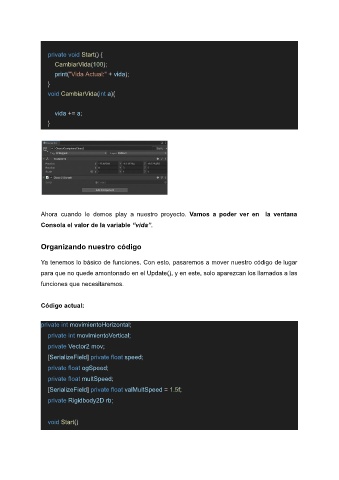 private void Start() {
CambiarVida(100);
print("Vida Actual:" + vida);
}
void CambiarVida(int a){
vida += a;
}
Ahora cuando le demos play a nuestro proyecto. Vamos a poder ver en la ventana
Consola el valor de la variable "vida".
Organizando nuestro código
Ya tenemos lo básico de funciones. Con esto, pasaremos a mover nuestro código de lugar
para que no quede amontonado en el Update(), y en este, solo aparezcan los llamados a las
funciones que necesitaremos.
Código actual:
private int movimientoHorizontal;
private int movimientoVertical;
private Vector2 mov;
[SerializeField] private float speed;
private float ogSpeed;
private float multSpeed;
[SerializeField] private float valMultSpeed = 1.5f;
private Rigidbody2D rb;
void Start()